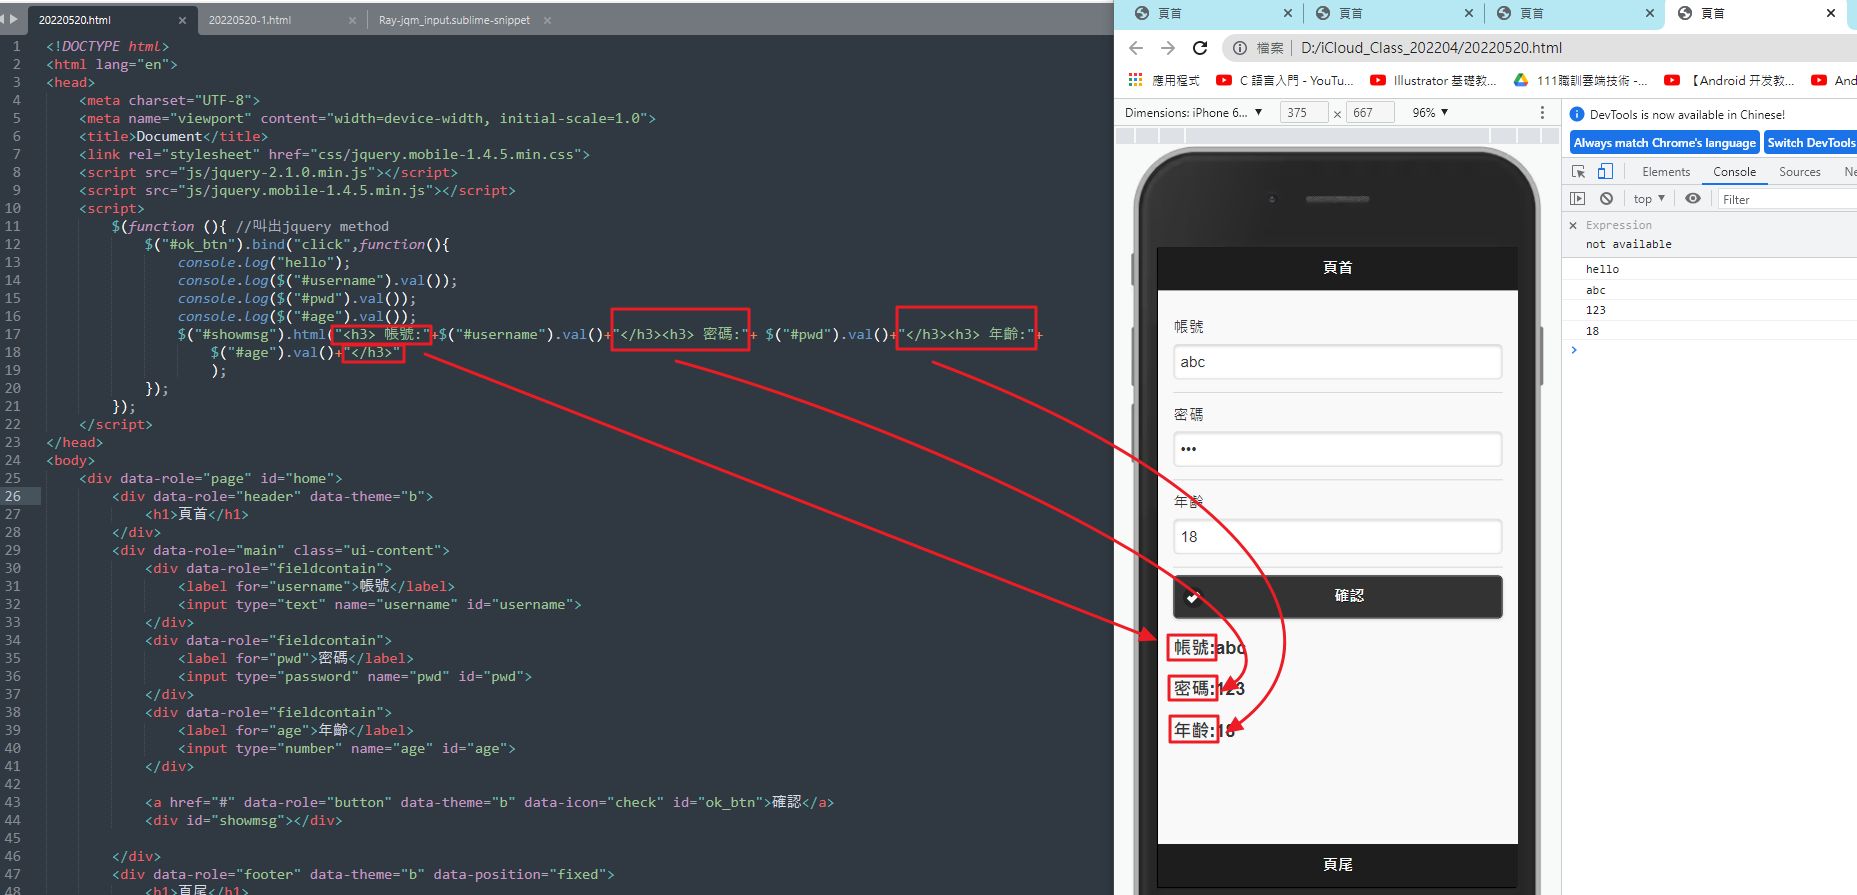 20220520.html × 20220520-1.html × Ray-jqm_input.sublime-snippet ×
1 <!DOCTYPE html>
2 <html lang="en">
3 <head>
4 <meta charset="UTF-8">
5 <meta name="viewport" content="width=device-width, initial-scale=1.0">
6 <title>Document</title>
7 <link rel="stylesheet" href="css/jquery.mobile-1.4.5.min.css">
8 <script src="js/jquery-2.1.0.min.js"></script>
9 <script src="js/jquery.mobile-1.4.5.min.js"></script>
10 <script>
11 $(function (){ //叫出jquery method
12 $("#ok_btn").bind("click",function(){
13 console.log("hello");
14 console.log($("#username").val());
15 console.log($("#pwd").val());
16 console.log($("#age").val());
17 $("#showmsg").html("<h3> 帳號:"+$("#username").val()+"</h3><h3> 密碼:"+ $("#pwd").val()+"</h3><h3> 年齡:"+
18 $("#age").val()+"</h3>"
19 );
20 });
21 });
22 </script>
23 </head>
24 <body>
25 <div data-role="page" id="home">
26 <div data-role="header" data-theme="b">
27 <h1>頁首</h1>
28 </div>
29 <div data-role="main" class="ui-content">
30 <div data-role="fieldcontain">
31 <label for="username">帳號</label>
32 <input type="text" name="username" id="username">
33 </div>
34 <div data-role="fieldcontain">
35 <label for="pwd">密碼</label>
36 <input type="password" name="pwd" id="pwd">
37 </div>
38 <div data-role="fieldcontain">
39 <label for="age">年齡</label>
40 <input type="number" name="age" id="age">
41 </div>
42
43 <a href="#" data-role="button" data-theme="b" data-icon="check" id="ok_btn">確認</a>
44 <div id="showmsg"></div>
45
46 </div>
47 <div data-role="footer" data-theme="b" data-position="fixed">
48 <h1>頁尾</h1>
頁首 × 頁首 × 頁首 × 頁首 ×
檔案 | D:/iCloud_Class_202204/20220520.html
應用程式 C 語言入門 - YouTu... Illustrator 基礎教... 111職訓雲端技術 -... 【Android 开发教... And
Dimensions: iPhone 6... ▼ 375 × 667 96% ▼
頁首
帳號
abc
密碼
•••
年齡
18
確認
帳號:abc
密碼:123
年齡:18
頁尾
DevTools is now available in Chinese!
Always match Chrome's language Switch DevTools
Elements Console Sources Ne
top ▼ Filter
× Expression
not available
hello
abc
123
18